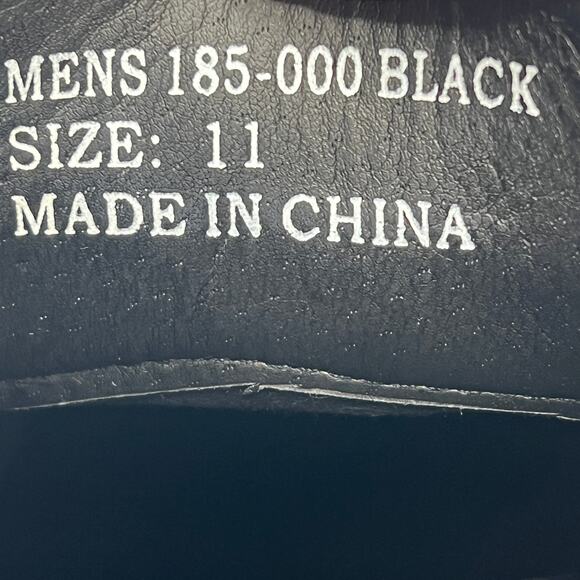 MENS 185-000 BLACK
SIZE: 11
MADE IN CHINA